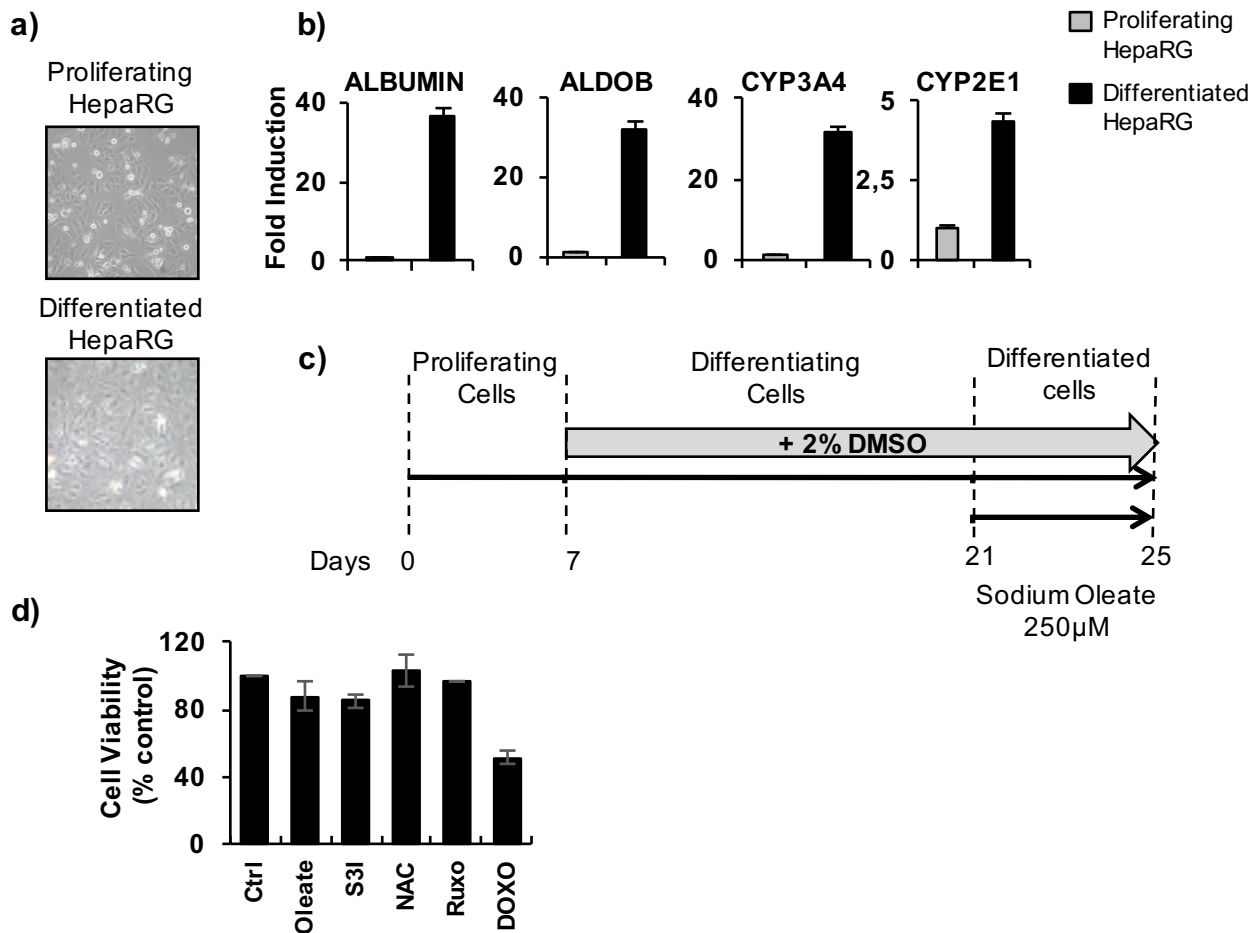 a)
Proliferating
HepaRG
Differentiated
HepaRG
b)
Proliferating
HepaRG
Differentiated
HepaRG
Fold Induction
ALBUMIN
40
20
0
ALDOB
40
20
0
CYP3A4
40
20
0
CYP2E1
5
2,5
0
c)
Proliferating
Cells
Differentiating
Cells
Differentiated
cells
+ 2% DMSO
Days 0 7 21 25
Sodium Oleate
250µM
d)
Cell Viability
(% control)
120
80
40
0
Ctrl
Oleate
S3I
NAC
Ruxo
DOXO